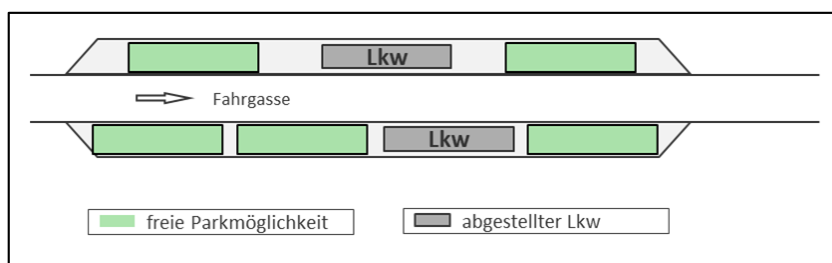 Lkw
Fahrgasse
Lkw
freie Parkmöglichkeit
abgestellter Lkw